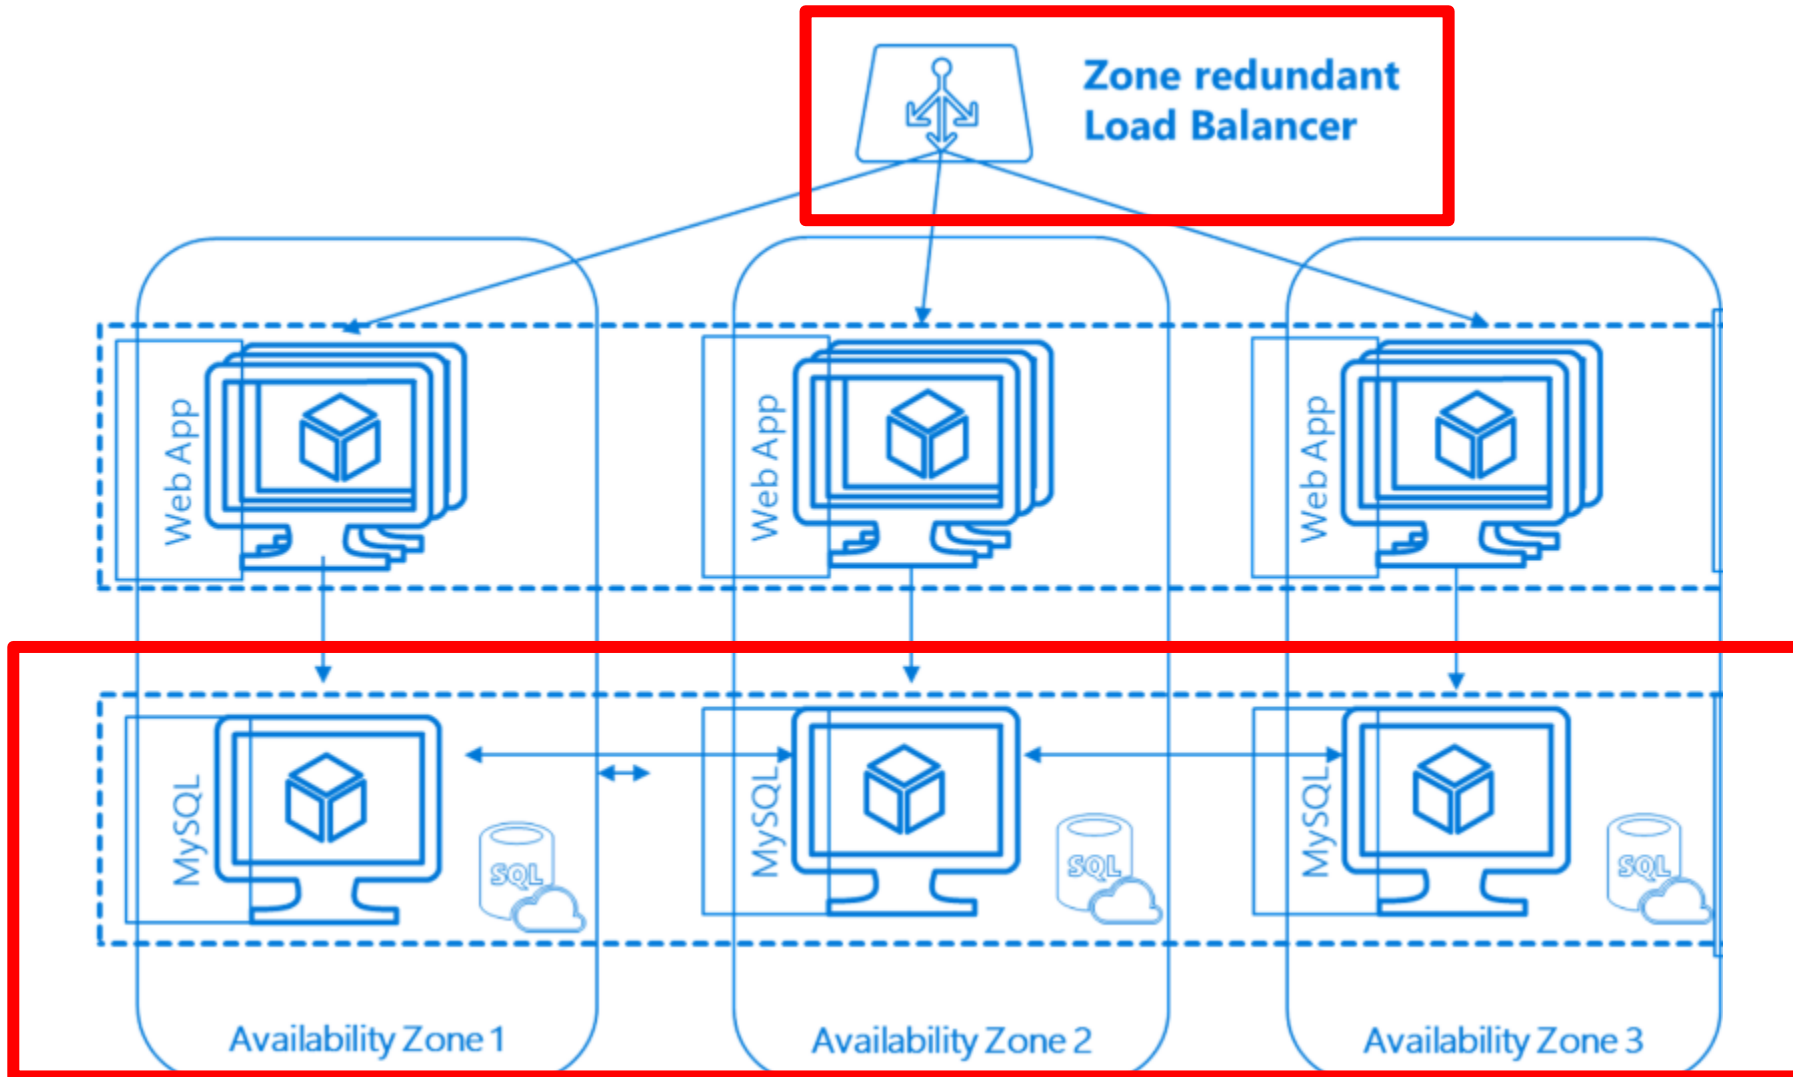 Zone redundant
Load Balancer
Web App
Web App
Web App
MySQL
SQL
MySQL
SQL
MySQL
SQL
Availability Zone 1
Availability Zone 2
Availability Zone 3